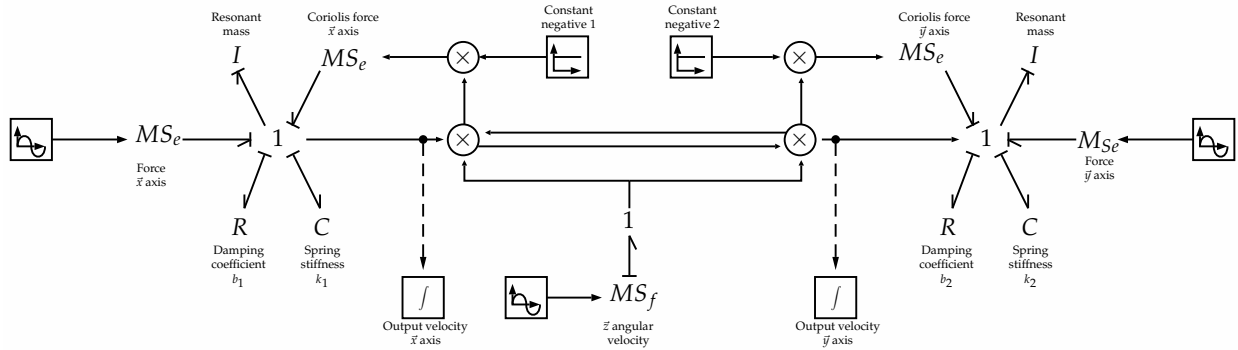 Resonant
mass
I
Coriolis force
x⃗ axis
MSe
×
Constant
negative 1
Constant
negative 2
×
Coriolis force
y⃗ axis
MSe
Resonant
mass
I
MSe
1
×
×
1
MSe
Force
x⃗ axis
Force
y⃗ axis
R
Damping
coefficient
b1
C
Spring
stiffness
k1
1
R
Damping
coefficient
b2
C
Spring
stiffness
k2
∫
Output velocity
x⃗ axis
MSf
z⃗ angular
velocity
∫
Output velocity
y⃗ axis